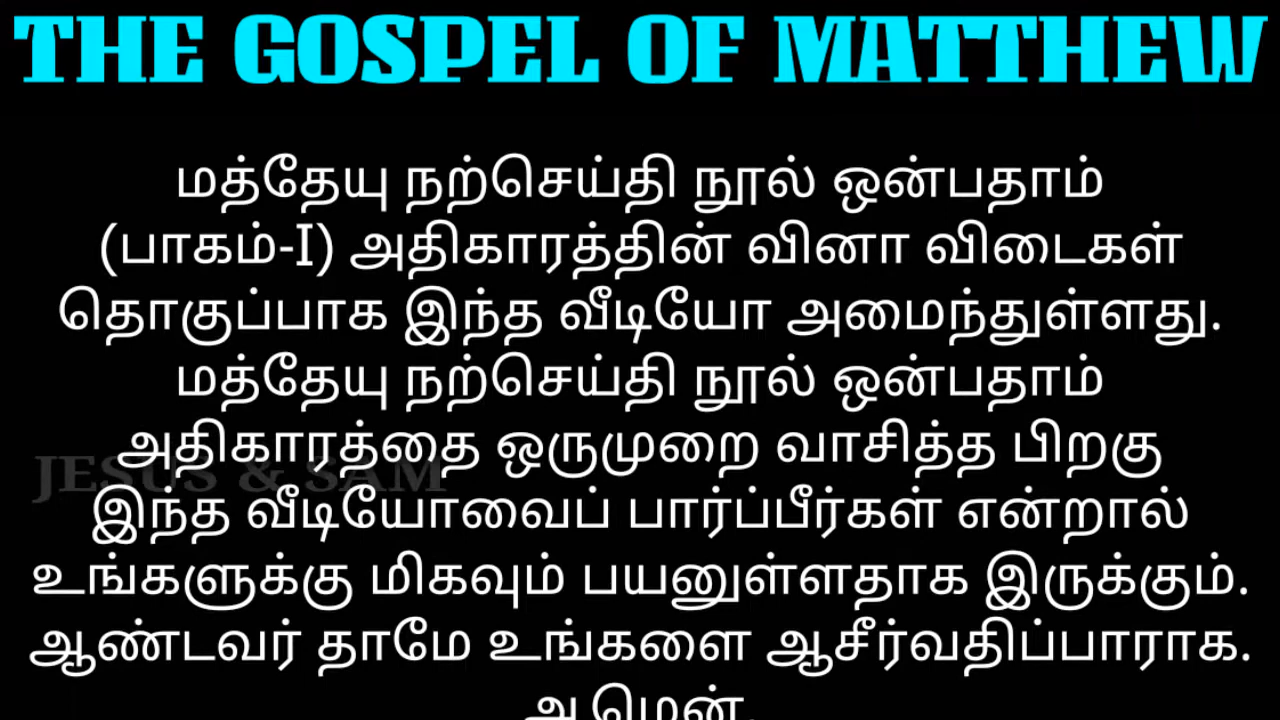 THE GOSPEL OF MATTHEW
மத்தேயு நற்செய்தி நூல் ஒன்பதாம்
(பாகம்-I) அதிகாரத்தின் வினா விடைகள்
தொகுப்பாக இந்த வீடியோ அமைந்துள்ளது.
மத்தேயு நற்செய்தி நூல் ஒன்பதாம்
அதிகாரத்தை ஒருமுறை வாசித்த பிறகு
JESUS & SAM
இந்த வீடியோவைப் பார்ப்பீர்கள் என்றால்
உங்களுக்கு மிகவும் பயனுள்ளதாக இருக்கும்.
ஆண்டவர் தாமே உங்களை ஆசீர்வதிப்பாராக.